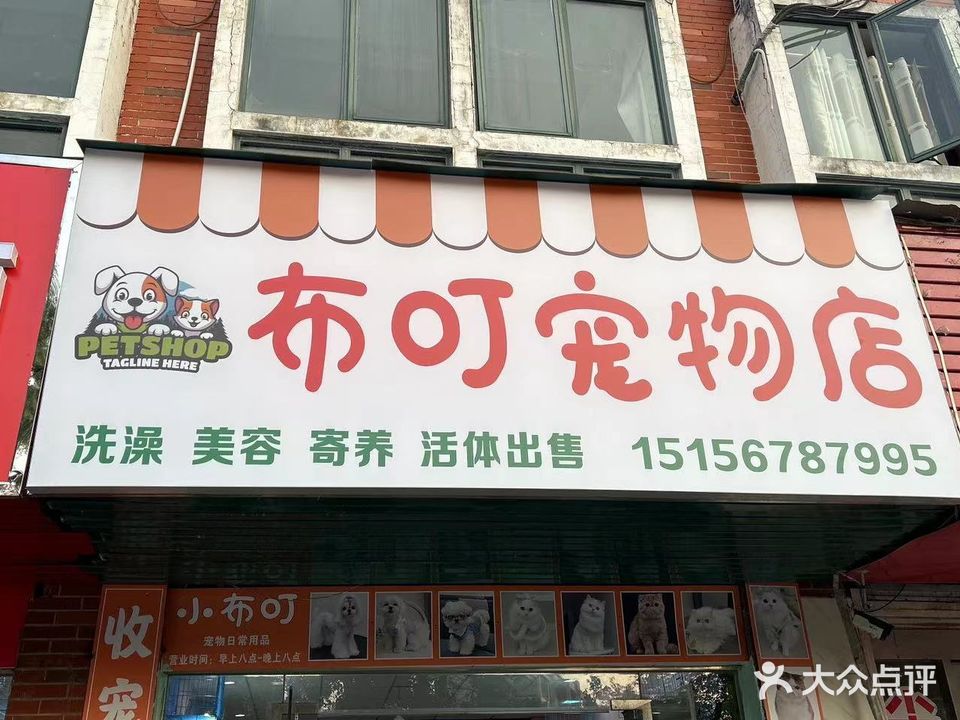 布叮宠物店
PETSHOP
TAGLINE HERE
洗澡 美容 寄养 活体出售 15156787995
小布叮
宠物日常用品
营业时间：早上八点-晚上八点
收宠
大众点评